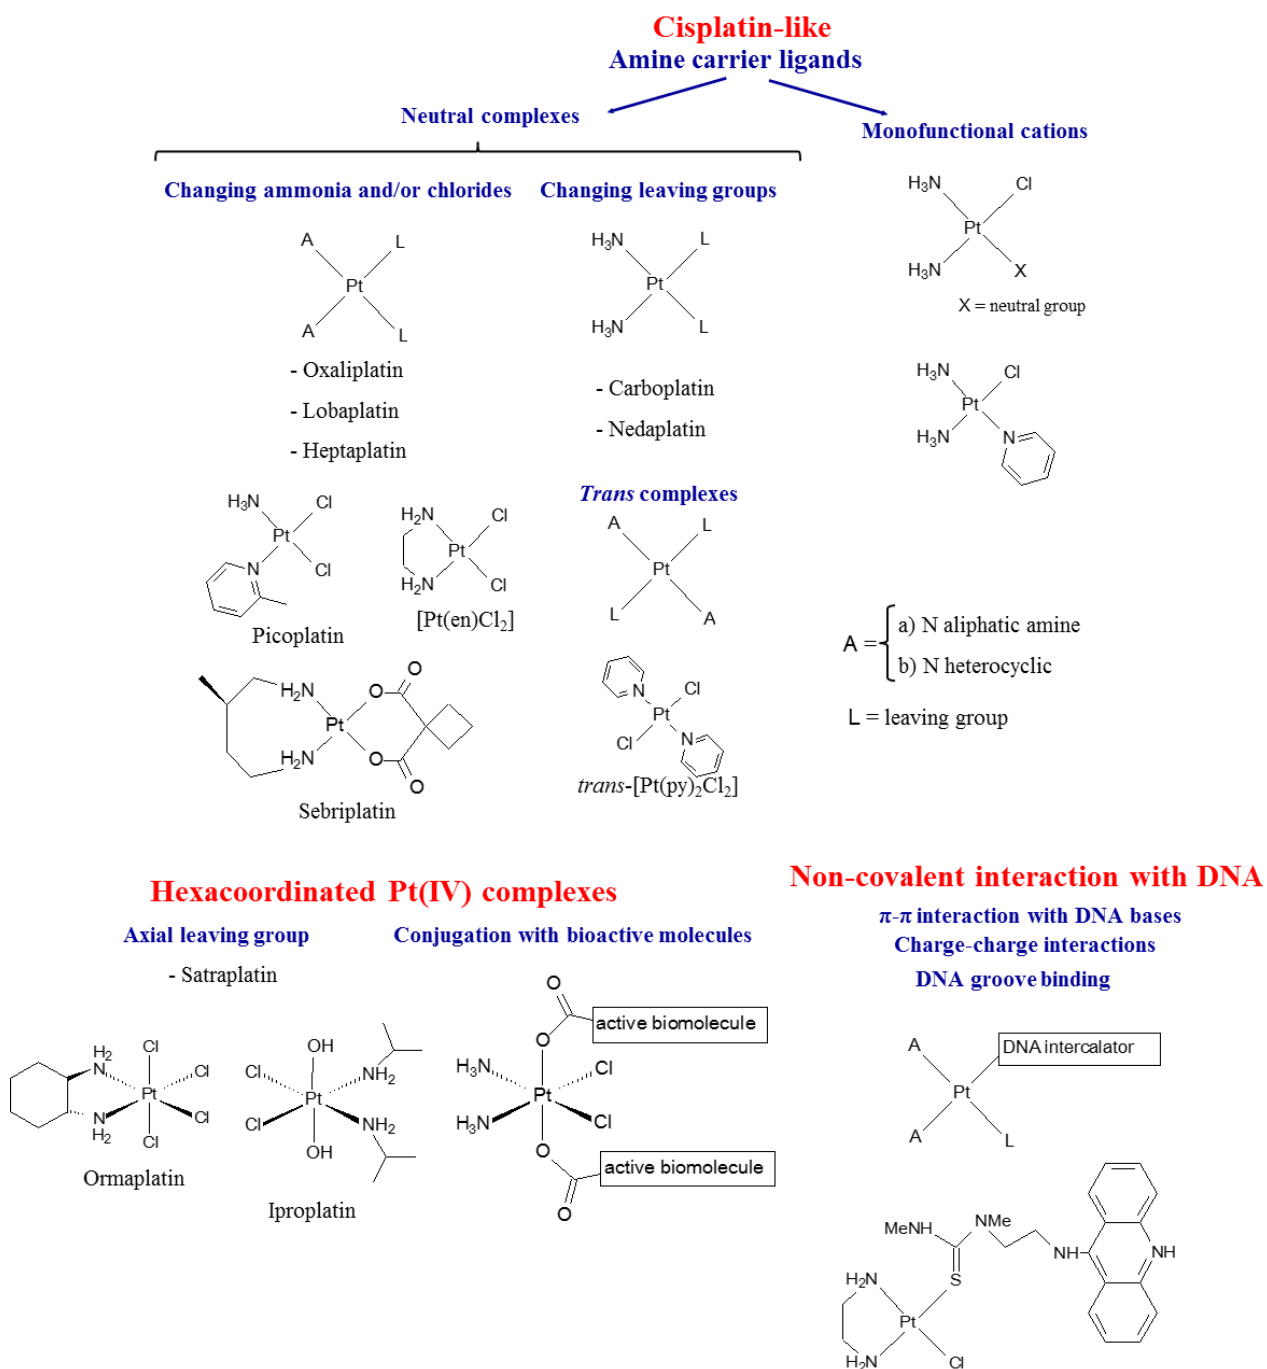 Cisplatin-like
Amine carrier ligands
Neutral complexes
Monofunctional cations
Changing ammonia and/or chlorides
Changing leaving groups
A
L
Pt
A
L
H₃N
L
Pt
H₃N
L
H₃N
Cl
Pt
H₃N
X
X = neutral group
- Oxaliplatin
- Lobaplatin
- Heptaplatin
- Carboplatin
- Nedaplatin
H₃N
Cl
Pt
H₃N
N
Trans complexes
H₃N
Cl
Pt
N
Cl
Picoplatin
H₂N
Cl
Pt
H₂N
Cl
[Pt(en)Cl₂]
A
L
Pt
L
A
A =
a) N aliphatic amine
b) N heterocyclic
L = leaving group
H₂N
O
O
Pt
H₂N
O
O
Sebriplatin
N
Cl
Pt
Cl
N
trans-[Pt(py)₂Cl₂]
Hexacoordinated Pt(IV) complexes
Non-covalent interaction with DNA
Axial leaving group
Conjugation with bioactive molecules
- Satraplatin
π-π interaction with DNA bases
Charge-charge interactions
DNA groove binding
H₂
N
Cl
Cl
Pt
Cl
N
H₂
Cl
Ormaplatin
OH
Cl
NH₂
Pt
Cl
NH₂
OH
Iproplatin
O
active biomolecule
O
H₃N
Cl
Pt
H₃N
Cl
O
active biomolecule
O
A
DNA intercalator
Pt
A
L
MeNH
NMe
NH
NH
S
H₂N
Pt
H₂N
Cl